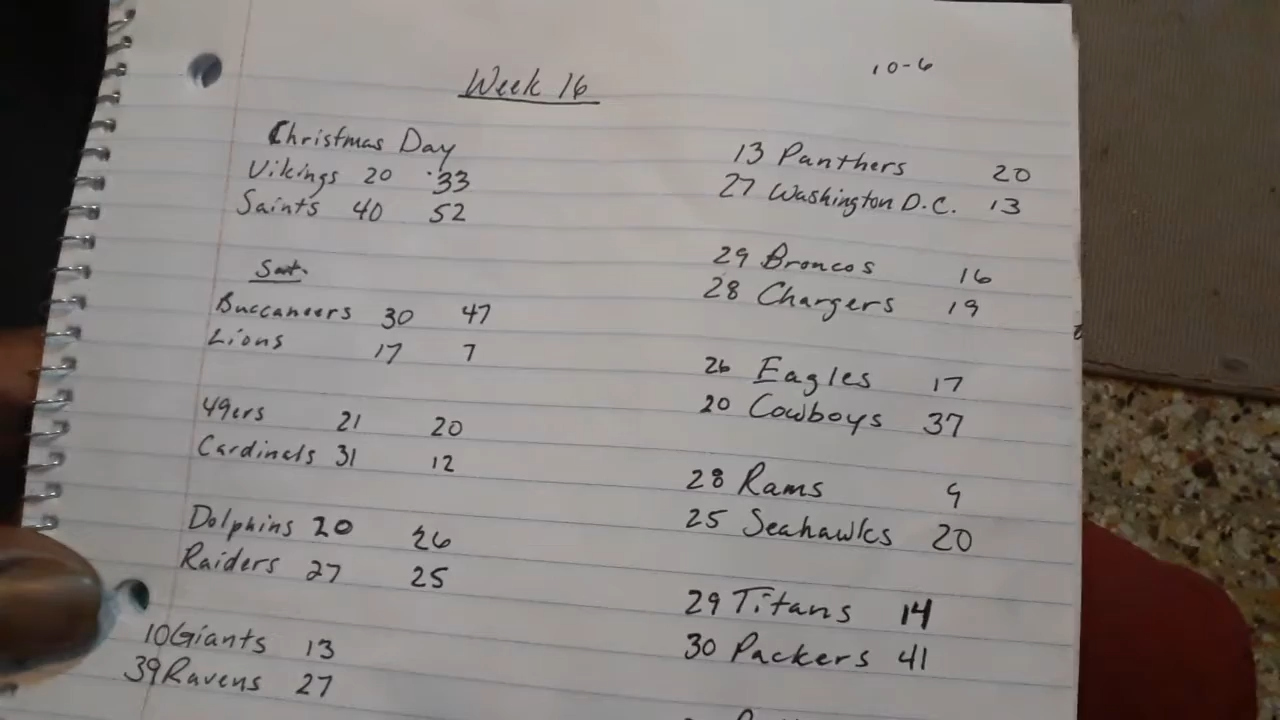 Week 16
10-6
Christmas Day
Vikings 20 33
Saints 40 52
Sat.
Buccaneers 30 47
Lions 17 7
49ers 21 20
Cardinals 31 12
Dolphins 20 26
Raiders 27 25
10 Giants 13
39 Ravens 27
13 Panthers 20
27 Washington D.C. 13
29 Broncos 16
28 Chargers 19
26 Eagles 17
20 Cowboys 37
28 Rams 9
25 Seahawks 20
29 Titans 14
30 Packers 41